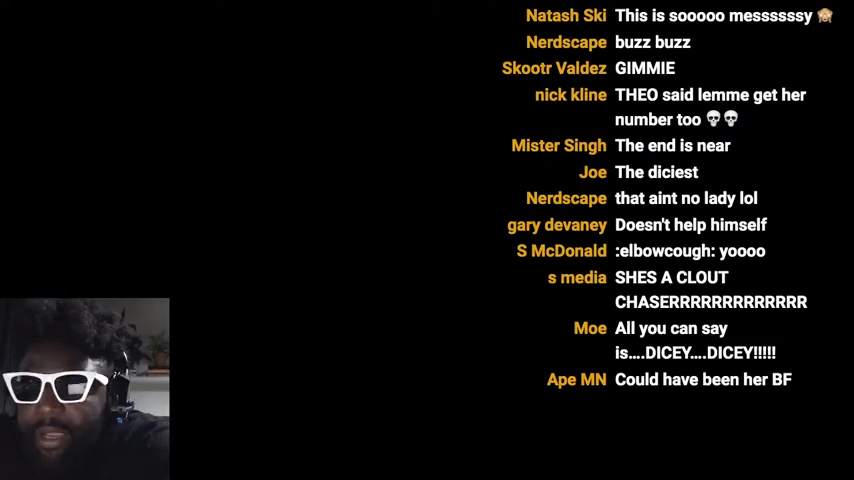 Natash Ski This is sooooo messssssy 🙈
Nerdscape buzz buzz
Skootr Valdez GIMMIE
nick kline THEO said lemme get her
number too 💀💀
Mister Singh The end is near
Joe The diciest
Nerdscape that aint no lady lol
gary devaney Doesn't help himself
S McDonald :elbowcough: yoooo
s media SHES A CLOUT
CHASERRRRRRRRRRRRR
Moe All you can say
is....DICEY....DICEY!!!!!
Ape MN Could have been her BF